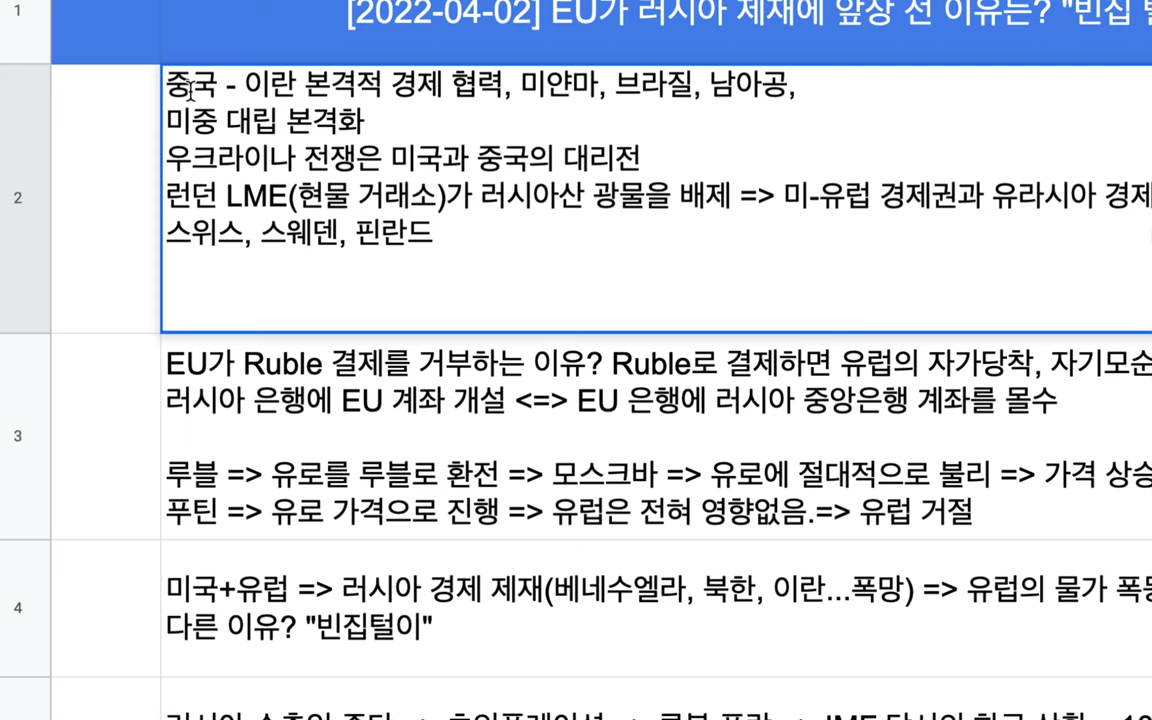 1
[2022-04-02] EU가 러시아 제재에 앞상 전 이유는? "빈집
2
중국 - 이란 본격적 경제 협력, 미얀마, 브라질, 남아공,
미중 대립 본격화
우크라이나 전쟁은 미국과 중국의 대리전
런던 LME(현물 거래소)가 러시아산 광물을 배제 => 미-유럽 경제권과 유라시아 경제
스위스, 스웨덴, 핀란드
3
EU가 Ruble 결제를 거부하는 이유? Ruble로 결제하면 유럽의 자가당착, 자기모순
러시아 은행에 EU 계좌 개설 <=> EU 은행에 러시아 중앙은행 계좌를 몰수
루블 => 유로를 루블로 환전 => 모스크바 => 유로에 절대적으로 불리 => 가격 상승
푸틴 => 유로 가격으로 진행 => 유럽은 전혀 영향없음.=> 유럽 거절
4
미국+유럽 => 러시아 경제 제재(베네수엘라, 북한, 이란...폭망) => 유럽의 물가 폭등
다른 이유? "빈집털이"